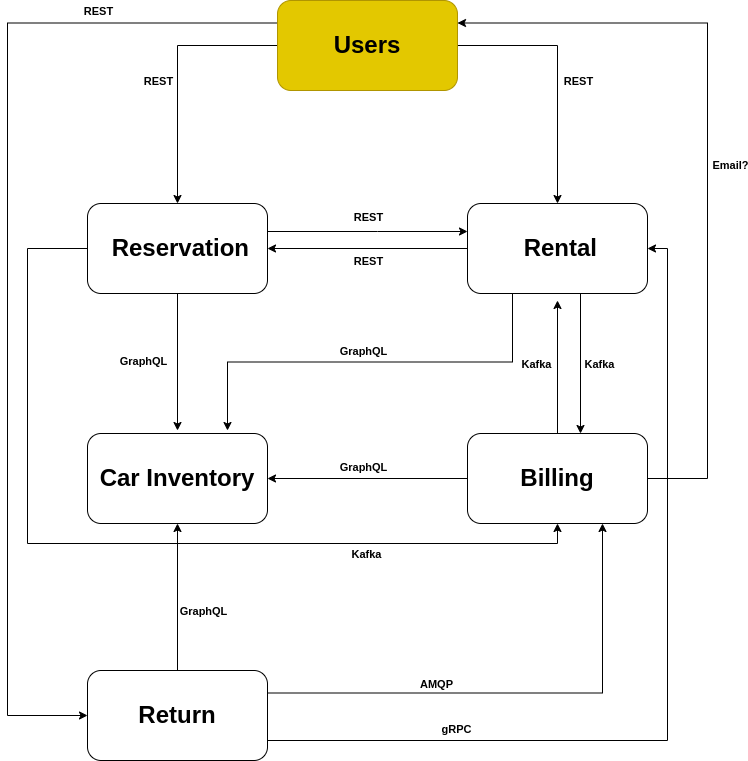 REST
Users
REST
REST
Email?
REST
Reservation
Rental
REST
GraphQL
GraphQL
Kafka
Kafka
GraphQL
Car Inventory
Billing
Kafka
GraphQL
AMQP
Return
gRPC